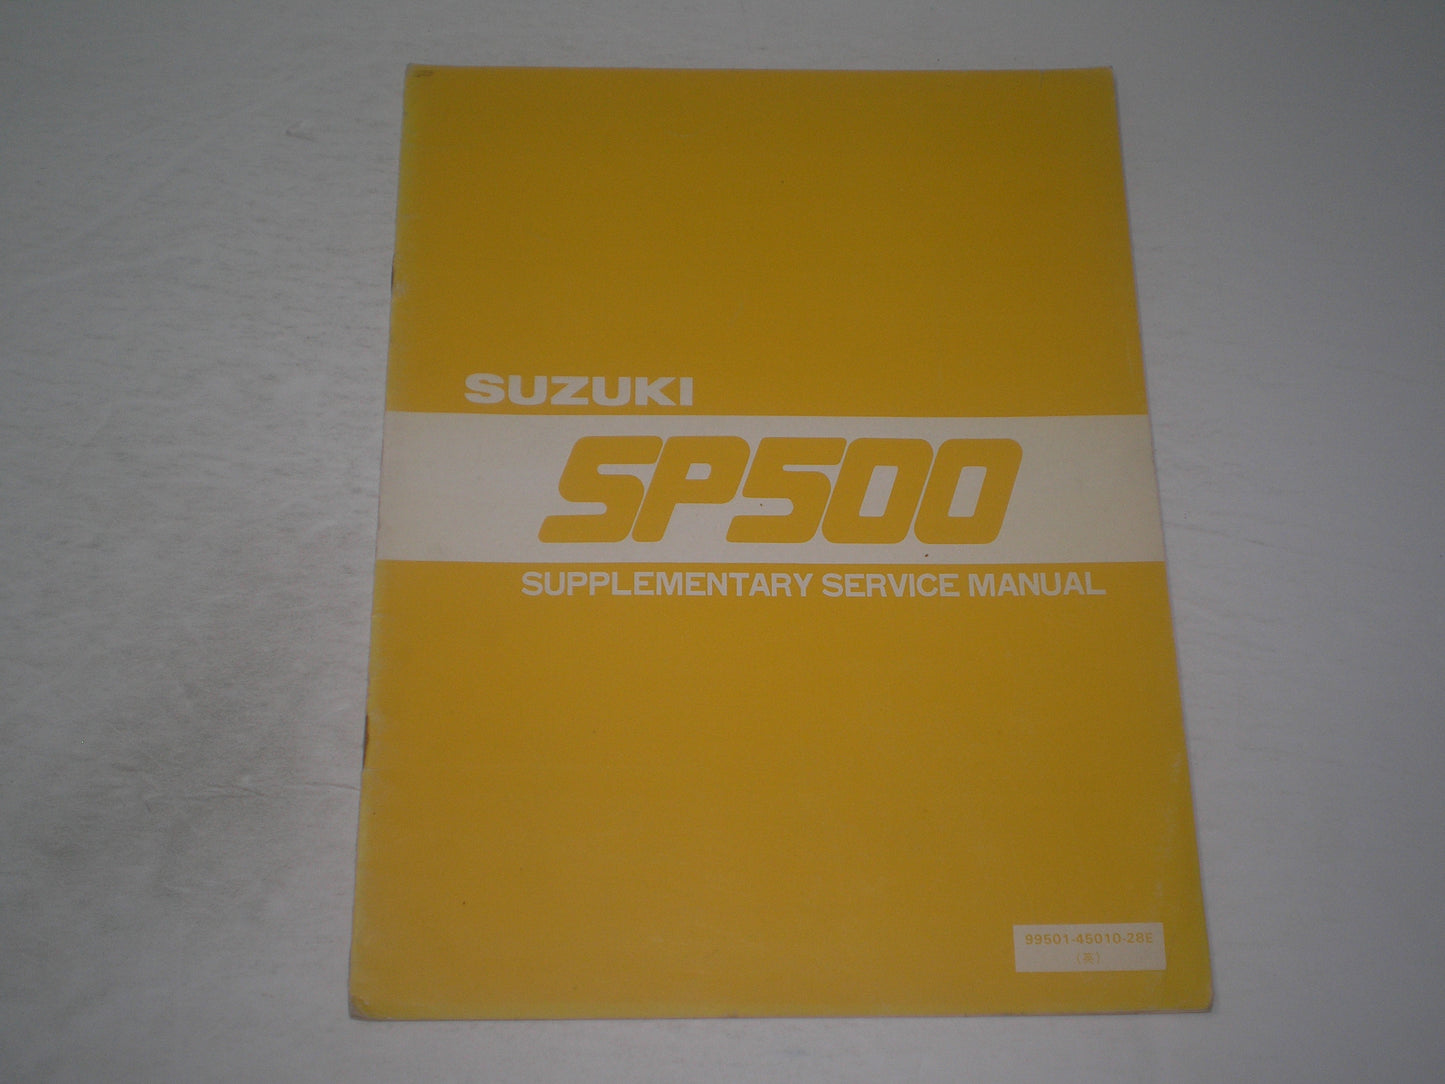 SUZUKI
SP500
SUPPLEMENTARY SERVICE MANUAL
99501-45010-28E
(英)